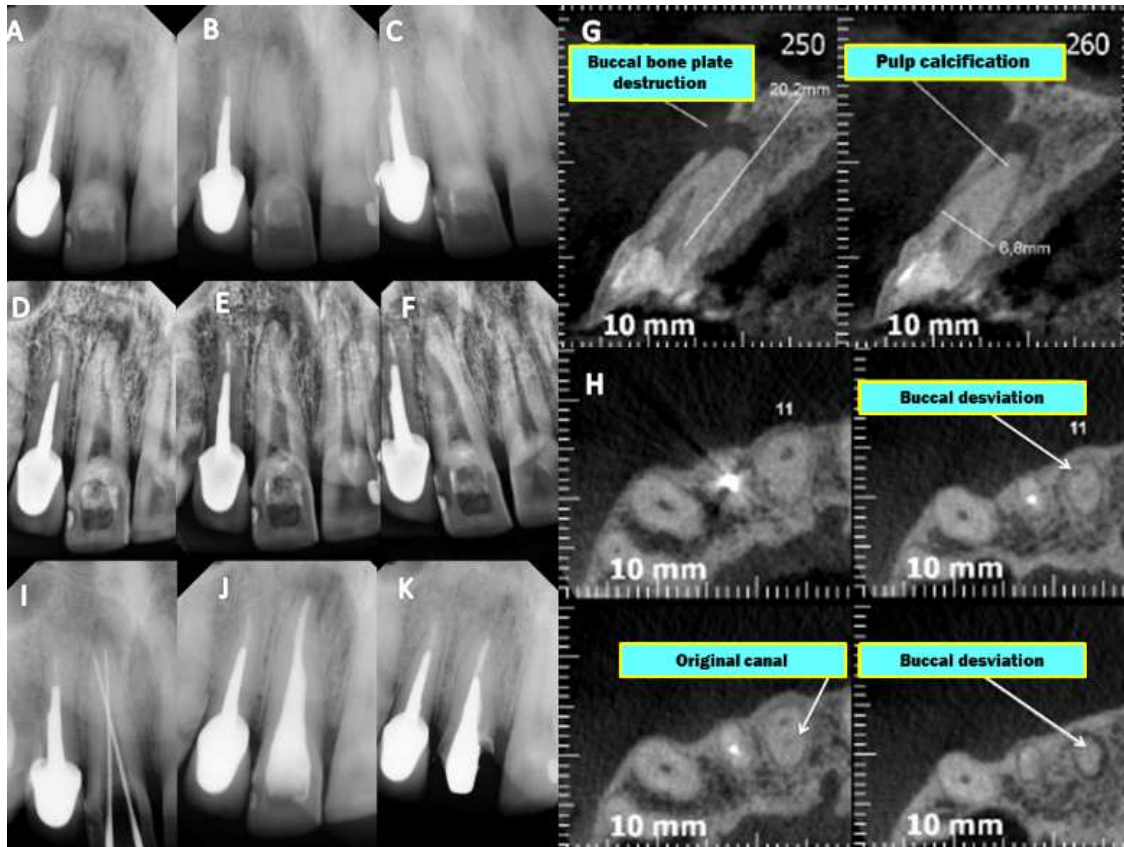 A
B
C
D
E
F
I
J
K
G
250
Buccal bone plate
destruction
20,2mm
10 mm
260
Pulp calcification
6,8mm
10 mm
H
11
10 mm
Buccal desviation
11
10 mm
Original canal
10 mm
Buccal desviation
10 mm